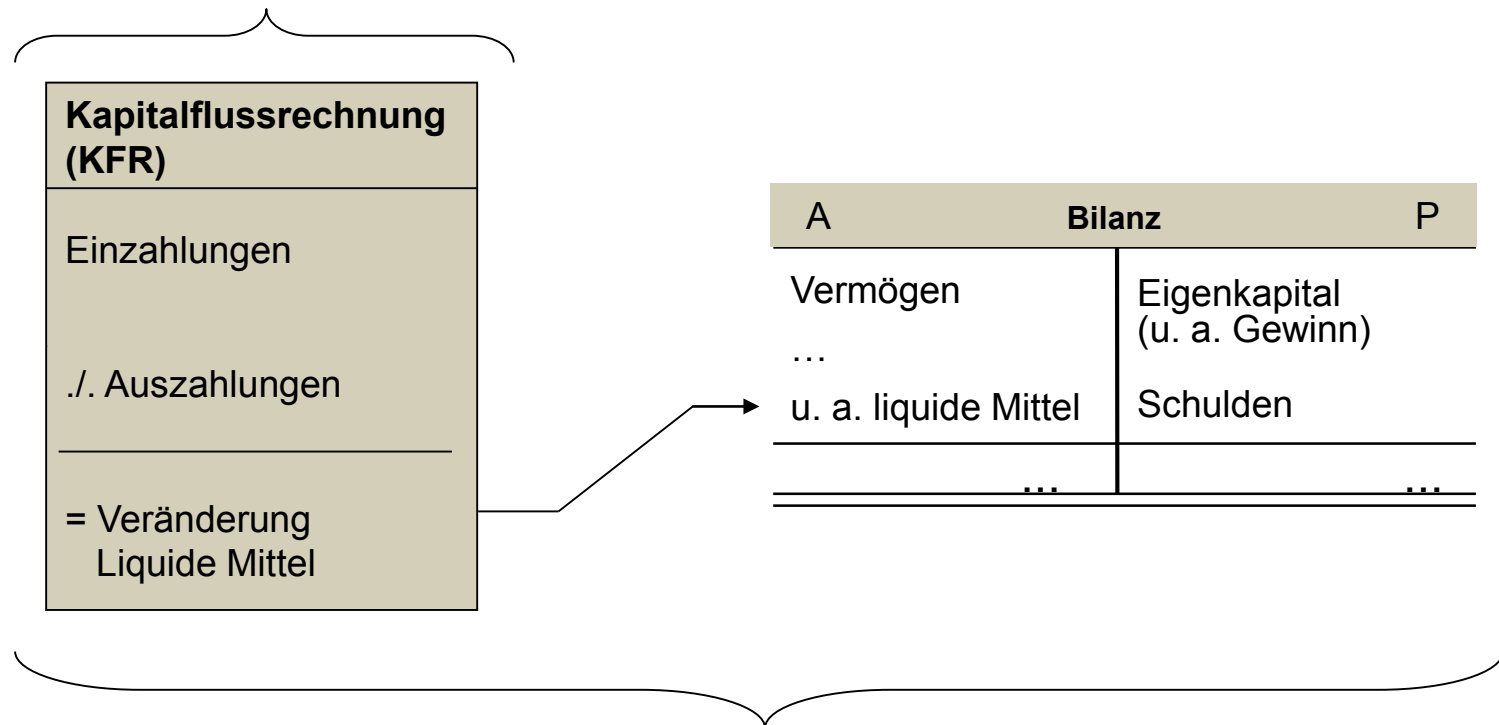 Kapitalflussrechnung
(KFR)
Einzahlungen
./. Auszahlungen
= Veränderung
Liquide Mittel
A Bilanz P
Vermögen
…
u. a. liquide Mittel
Eigenkapital
(u. a. Gewinn)
Schulden
… …